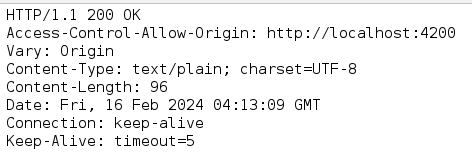 HTTP/1.1 200 OK
Access-Control-Allow-Origin: http://localhost:4200
Vary: Origin
Content-Type: text/plain; charset=UTF-8
Content-Length: 96
Date: Fri, 16 Feb 2024 04:13:09 GMT
Connection: keep-alive
Keep-Alive: timeout=5